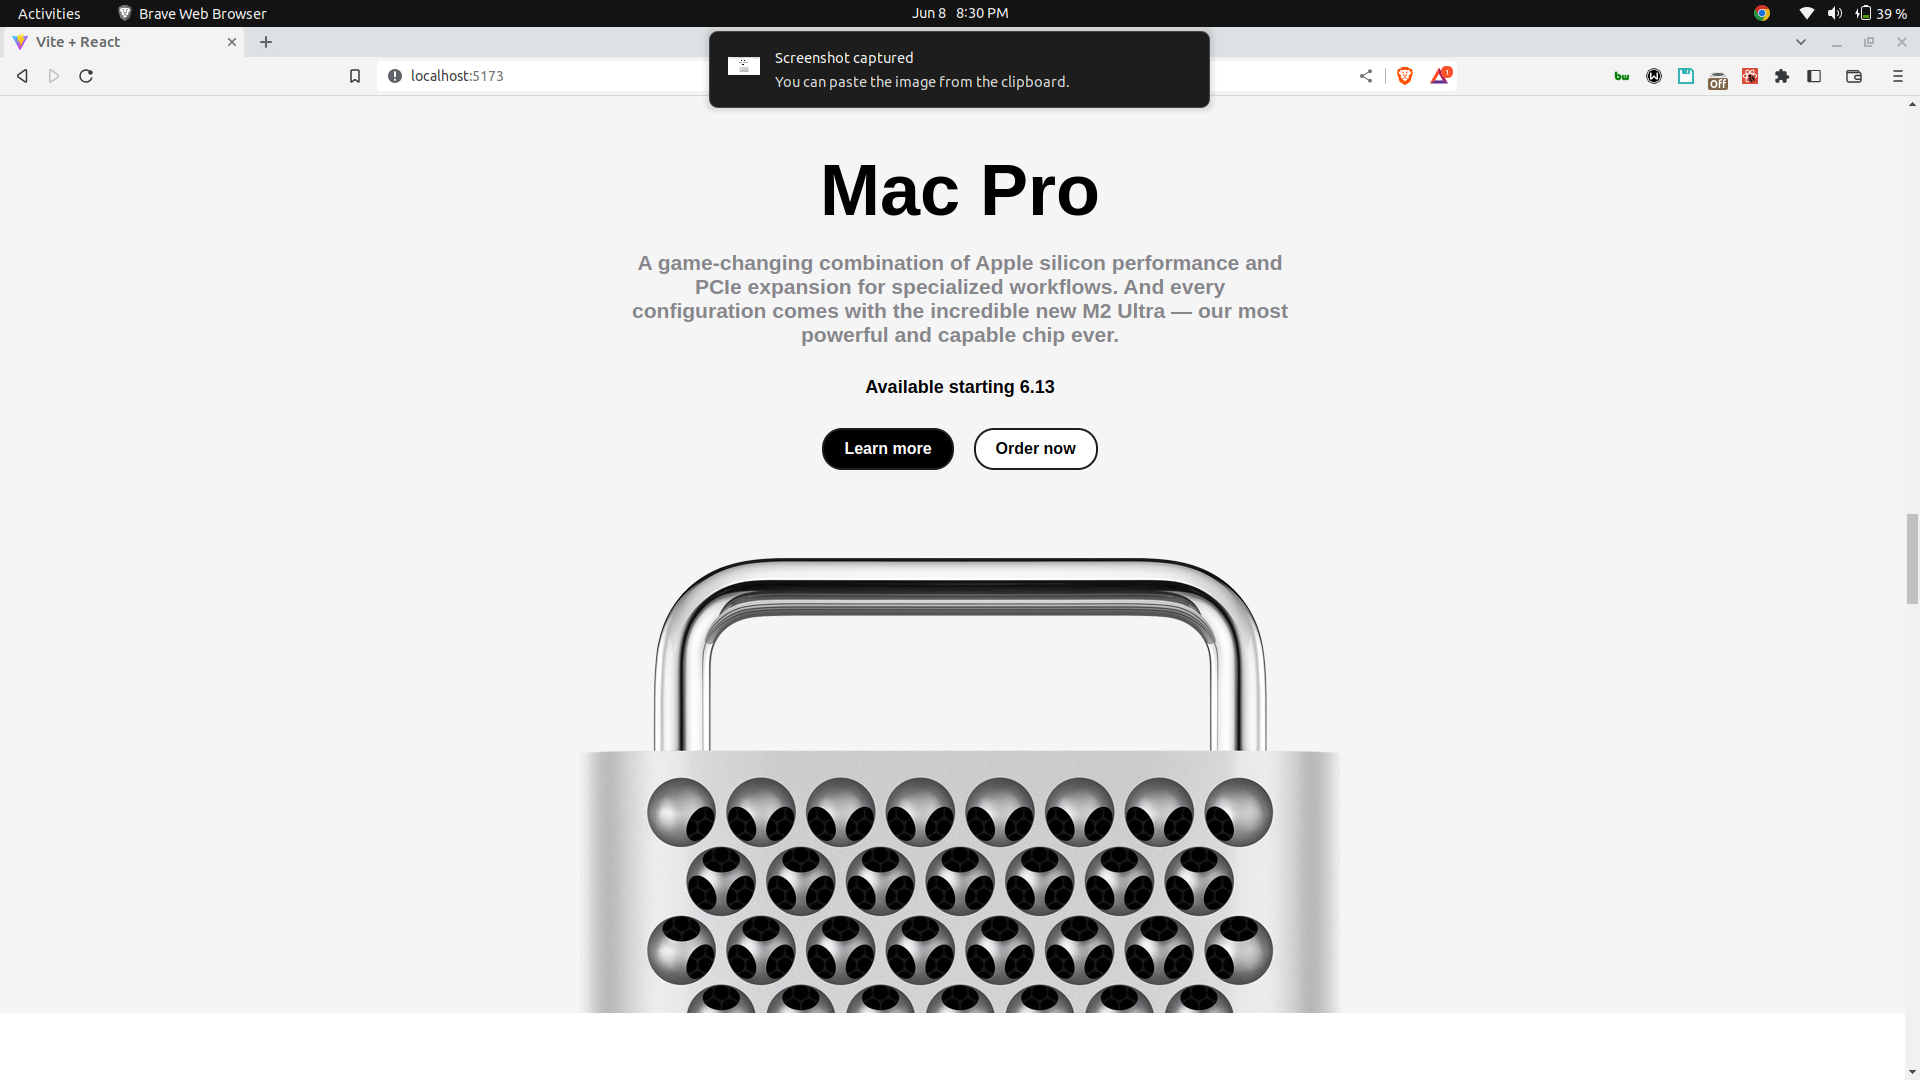 Activities
Brave Web Browser
Jun 8 8:30 PM
39 %
Vite + React
Screenshot captured
You can paste the image from the clipboard.
localhost:5173
1
bw
W
Off
Mac Pro
A game-changing combination of Apple silicon performance and
PCIe expansion for specialized workflows. And every
configuration comes with the incredible new M2 Ultra — our most
powerful and capable chip ever.
Available starting 6.13
Learn more
Order now